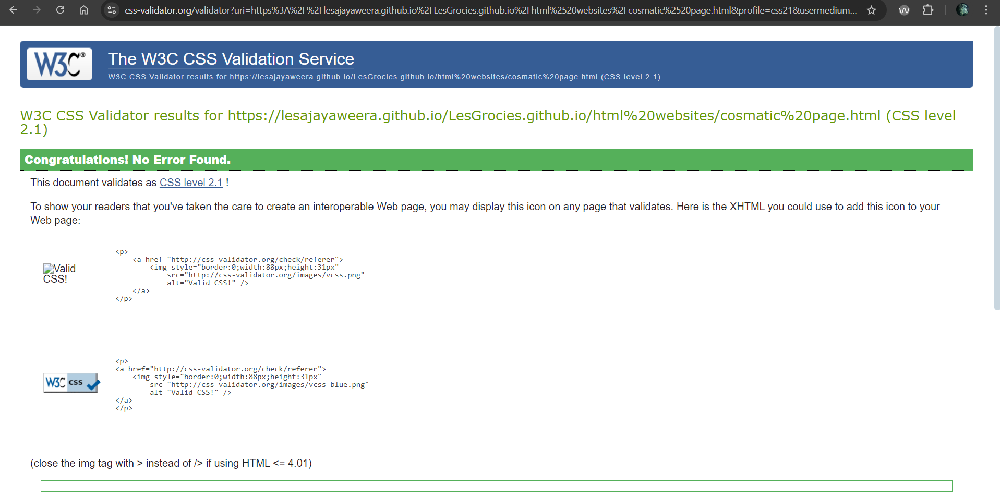 css-validator.org/validator?uri=https%3A%2F%2Flesajayaweera.github.io%2FLesGrocies.github.io%2Fhtml%2520websites%2Fcosmatic%2520page.html&profile=css21&usermedium...
W3C®
The W3C CSS Validation Service
W3C CSS Validator results for https://lesajayaweera.github.io/LesGrocies.github.io/html%20websites/cosmatic%20page.html (CSS level 2.1)
W3C CSS Validator results for https://lesajayaweera.github.io/LesGrocies.github.io/html%20websites/cosmatic%20page.html (CSS level
2.1)
Congratulations! No Error Found.
This document validates as CSS level 2.1 !
To show your readers that you've taken the care to create an interoperable Web page, you may display this icon on any page that validates. Here is the XHTML you could use to add this icon to your
Web page:
Valid
CSS!
<p>
    <a href="http://css-validator.org/check/referer">
        <img style="border:0;width:88px;height:31px"
            src="http://css-validator.org/images/vcss.png"
            alt="Valid CSS!" />
    </a>
</p>
W3C css
<p>
<a href="http://css-validator.org/check/referer">
    <img style="border:0;width:88px;height:31px"
        src="http://css-validator.org/images/vcss-blue.png"
        alt="Valid CSS!" />
</a>
</p>
(close the img tag with > instead of /> if using HTML <= 4.01)